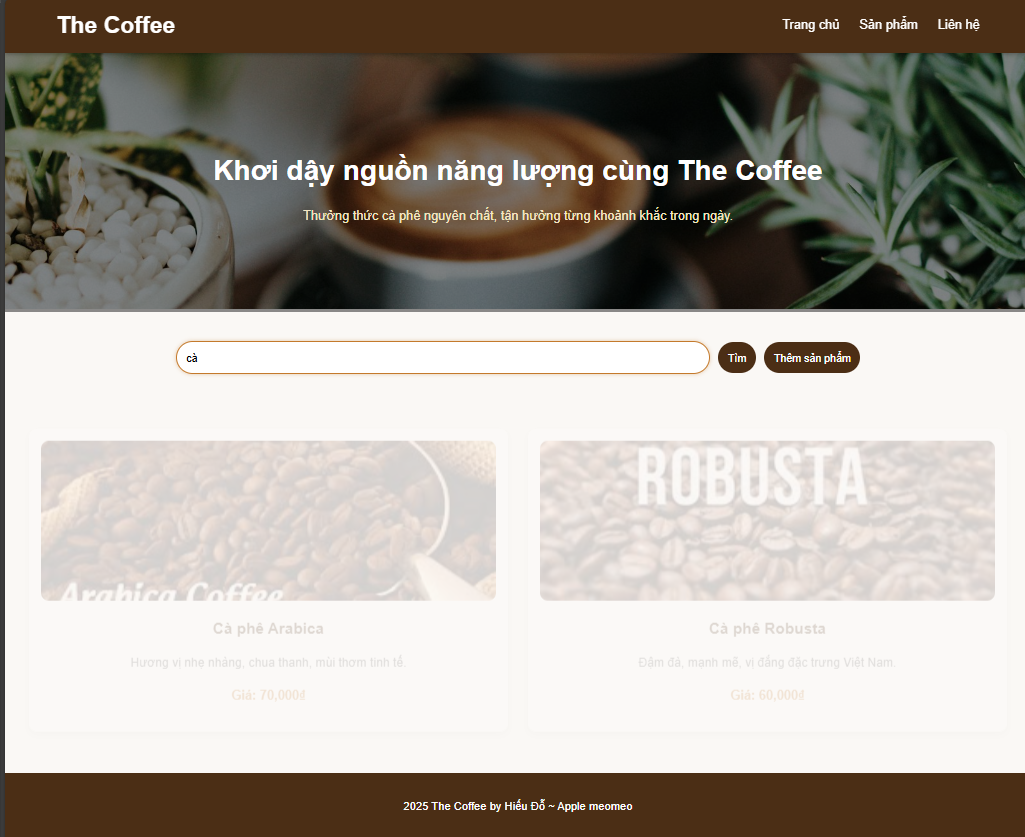 The Coffee
Trang chủ Sản phẩm Liên hệ
Khơi dậy nguồn năng lượng cùng The Coffee
Thưởng thức cà phê nguyên chất, tận hưởng từng khoảnh khắc trong ngày.
cà
Tìm
Thêm sản phẩm
Arabica Coffee
ROBUSTA
Cà phê Arabica
Hương vị nhẹ nhàng, chua thanh, mùi thơm tinh tế.
Giá: 70,000₫
Cà phê Robusta
Đậm đà, mạnh mẽ, vị đắng đặc trưng Việt Nam.
Giá: 60,000₫
2025 The Coffee by Hiếu Đỗ ~ Apple meomeo